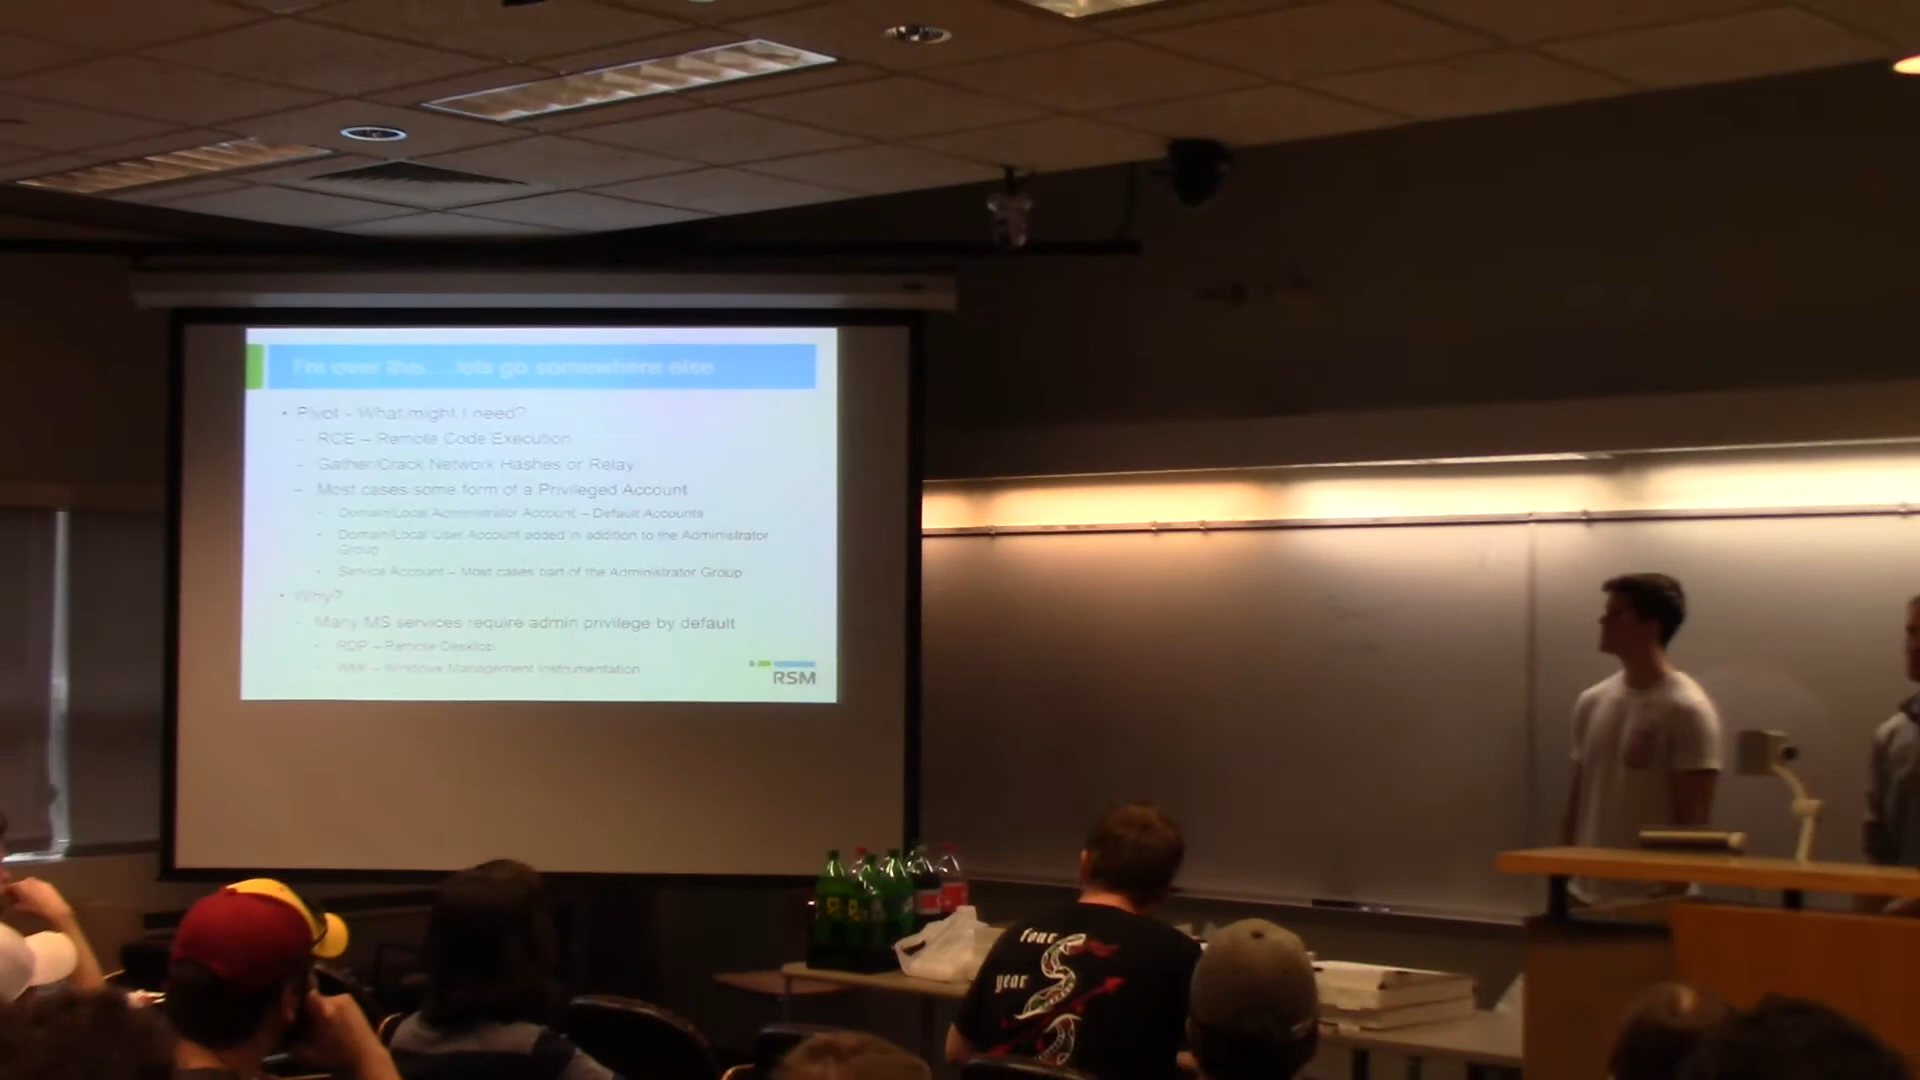 I'm over this....lets go somewhere else
• Pivot - What might I need?
– RCE – Remote Code Execution
– Gather/Crack Network Hashes or Relay
– Most cases some form of a Privileged Account
• Domain/Local Administrator Account – Default Accounts
• Domain/Local User Account added in addition to the Administrator
Group
• Service Account – Most cases part of the Administrator Group
• Why?
– Many MS services require admin privilege by default
• RDP – Remote Desktop
• WMI – Windows Management Instrumentation
RSM
four
year